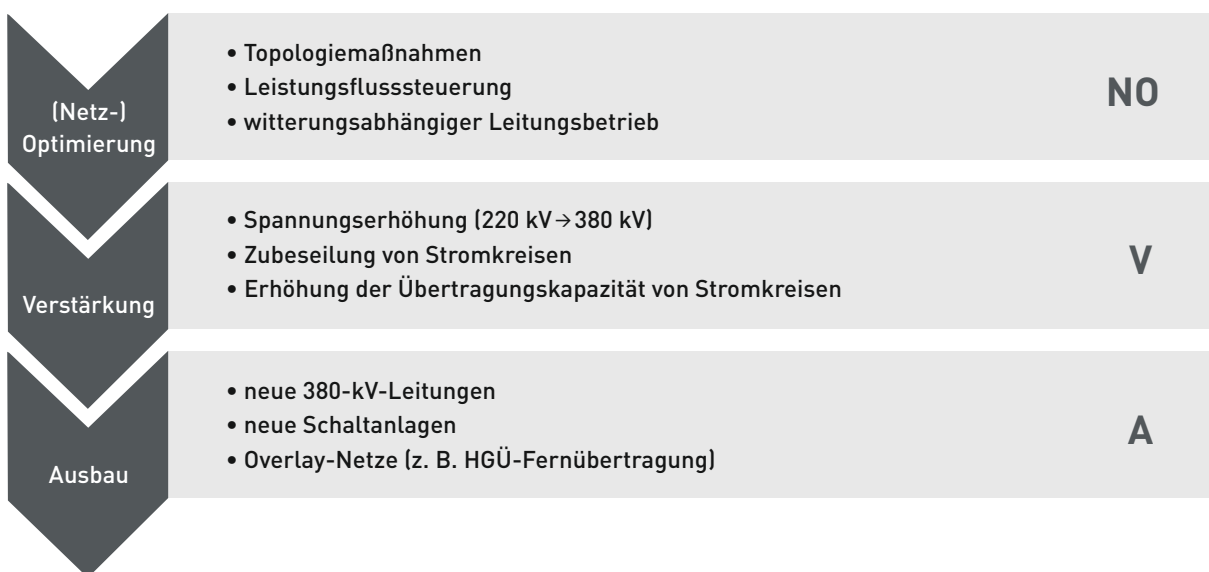 (Netz-)
Optimierung
• Topologiemaßnahmen
• Leistungsflusssteuerung
• witterungsabhängiger Leitungsbetrieb
NO
Verstärkung
• Spannungserhöhung (220 kV→380 kV)
• Zubeseilung von Stromkreisen
• Erhöhung der Übertragungskapazität von Stromkreisen
V
Ausbau
• neue 380-kV-Leitungen
• neue Schaltanlagen
• Overlay-Netze (z. B. HGÜ-Fernübertragung)
A